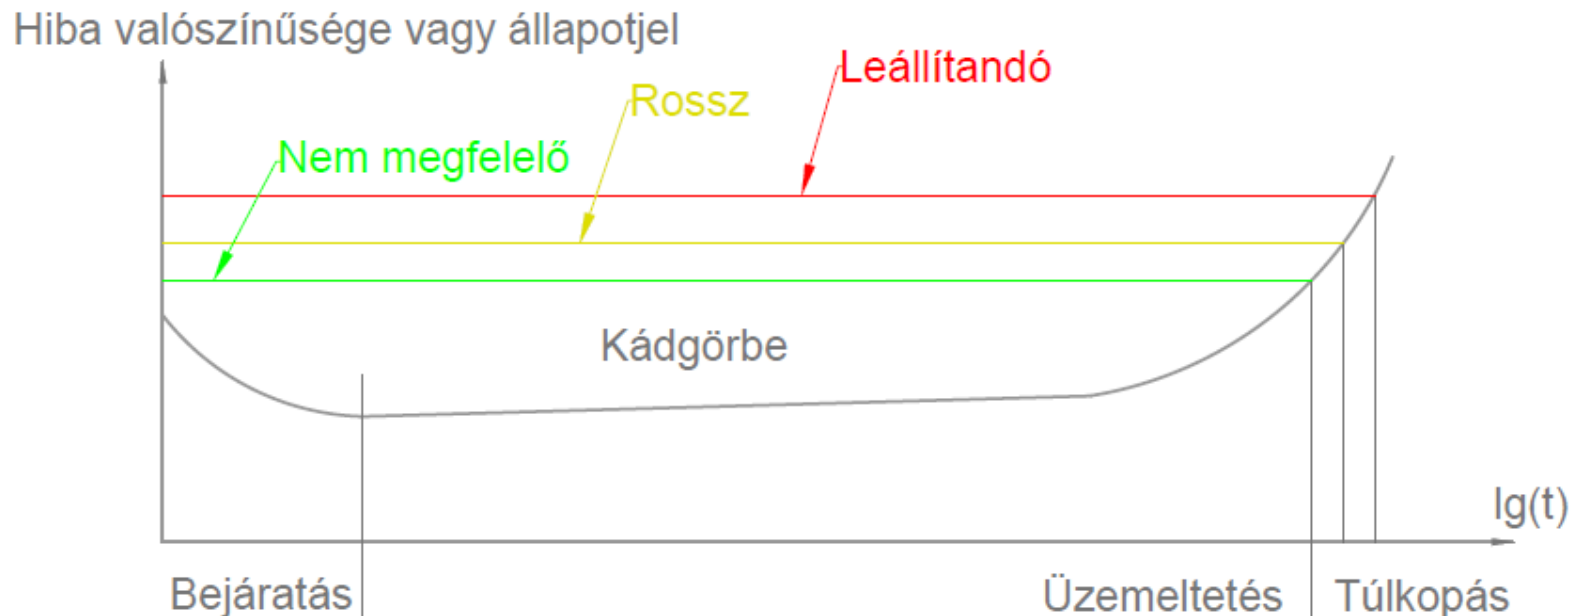 Hiba valószínűsége vagy állapotjel
Leállítandó
Rossz
Nem megfelelő
Kádgörbe
lg(t)
Bejáratás
Üzemeltetés
Túlkopás